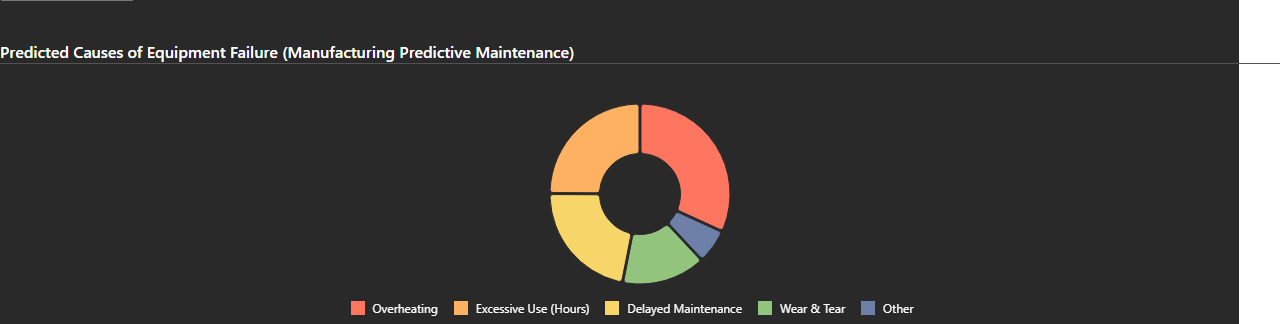 Predicted Causes of Equipment Failure (Manufacturing Predictive Maintenance)
Overheating Excessive Use (Hours) Delayed Maintenance Wear & Tear Other